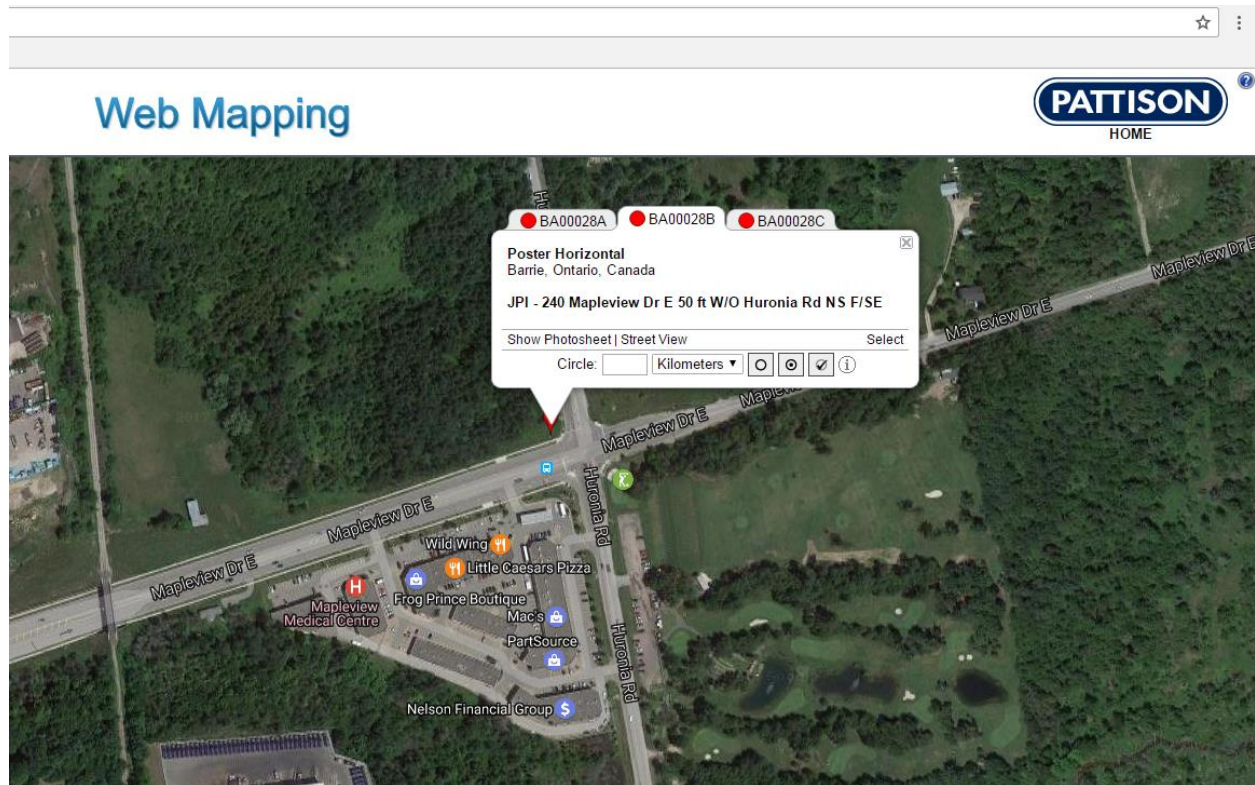 Web Mapping
PATTISON
HOME
?
Hu
BA00028A
BA00028B
BA00028C
Poster Horizontal
Barrie, Ontario, Canada
JPI - 240 Mapleview Dr E 50 ft W/O Huronia Rd NS F/SE
Show Photosheet | Street View
Select
Circle:
Kilometers
Mapleview Dr E
Mapleview Dr E
Maple
Mapleview Dr E
Huronia Rd
Mapleview Dr E
Mapleview Dr E
Wild Wing
Little Caesars Pizza
Frog Prince Boutique
H
Mapleview
Medical Centre
Mac's
PartSource
Huronia Rd
Nelson Financial Group
$